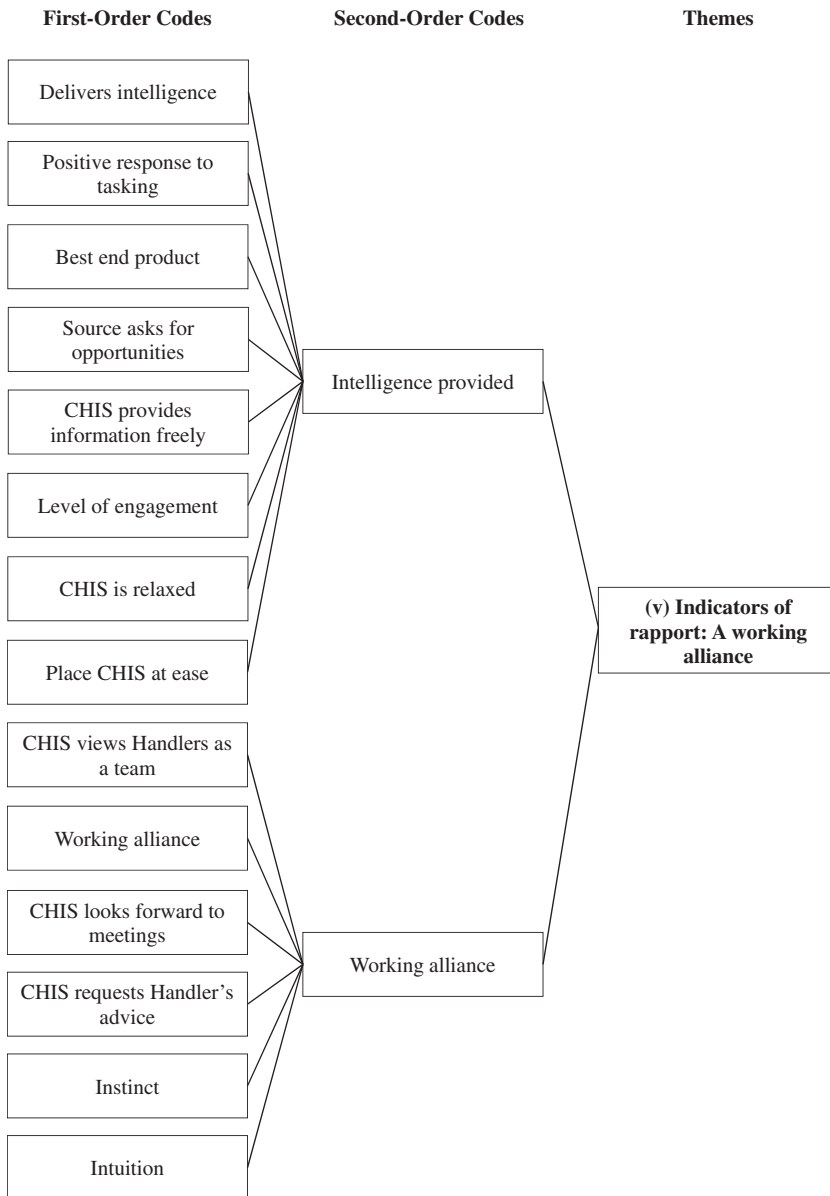 First-Order Codes
Second-Order Codes
Themes
Delivers intelligence
Positive response to
tasking
Best end product
Source asks for
opportunities
CHIS provides
information freely
Level of engagement
CHIS is relaxed
Place CHIS at ease
CHIS views Handlers as
a team
Working alliance
CHIS looks forward to
meetings
CHIS requests Handler’s
advice
Instinct
Intuition
Intelligence provided
Working alliance
(v) Indicators of
rapport: A working
alliance